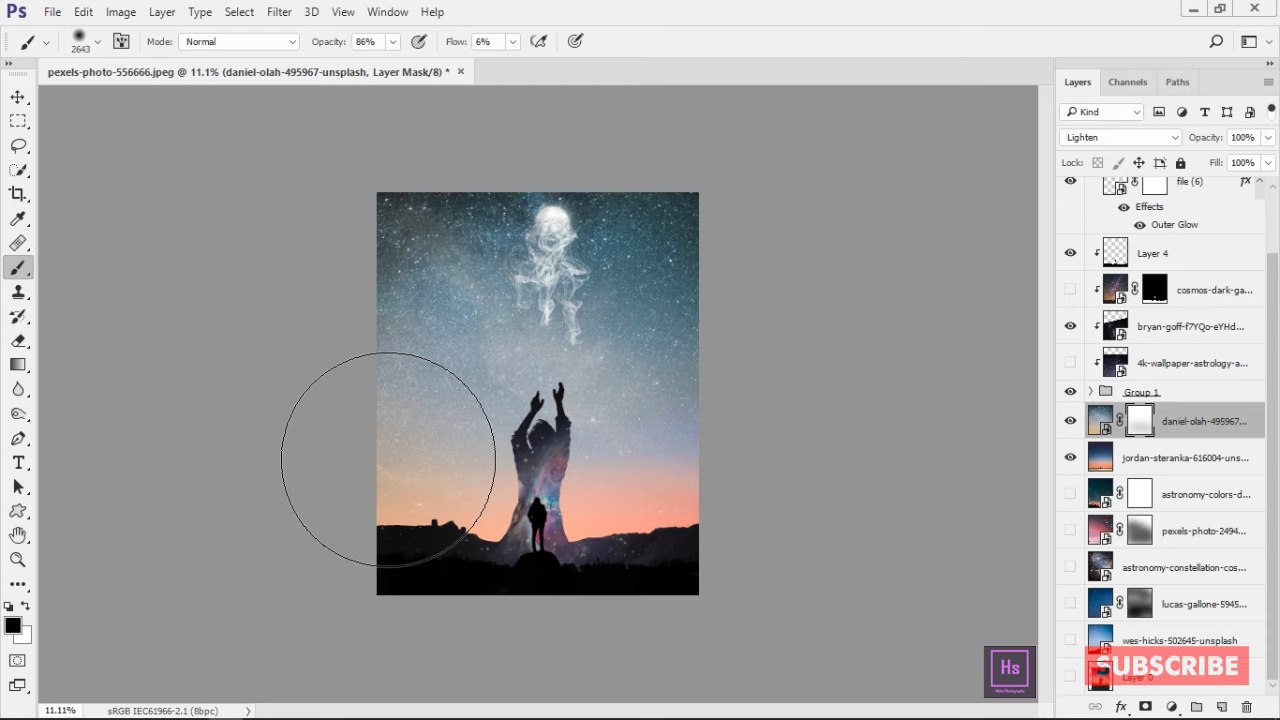 Ps File Edit Image Layer Type Select Filter 3D View Window Help
2643 Mode: Normal Opacity: 86% Flow: 6%
pexels-photo-556666.jpeg @ 11.1% (daniel-olah-495967-unsplash, Layer Mask/8) * ×
Layers Channels Paths
Kind
Lighten Opacity: 100%
Lock: Fill: 100%
file (6) fx
Effects
Outer Glow
Layer 4
cosmos-dark-ga...
bryan-goff-f7YQo-eYHd...
4k-wallpaper-astrology-a...
Group 1
daniel-olah-495967...
jordan-steranka-616004-uns...
astronomy-colors-d...
pexels-photo-2494...
astronomy-constellation-cos...
lucas-gallone-5945...
wes-hicks-502645-unsplash
Layer 0
SUBSCRIBE
Hs
11.11% sRGB IEC61966-2.1 (8bpc)
fx